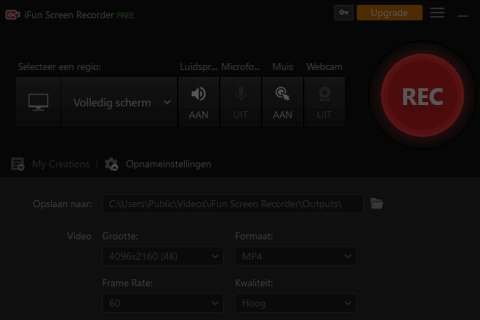 iFun Screen Recorder FREE
Upgrade
Selecteer een regio:
Luidspr... Microfo... Muis Webcam
Volledig scherm
AAN UIT AAN UIT
REC
My Creations | Opnameinstellingen
Opslaan naar: C:\Users\Public\Videos\iFun Screen Recorder\Outputs\
Video Grootte: Formaat:
4096x2160 (4K) MP4
Frame Rate: Kwaliteit:
60 Hoog